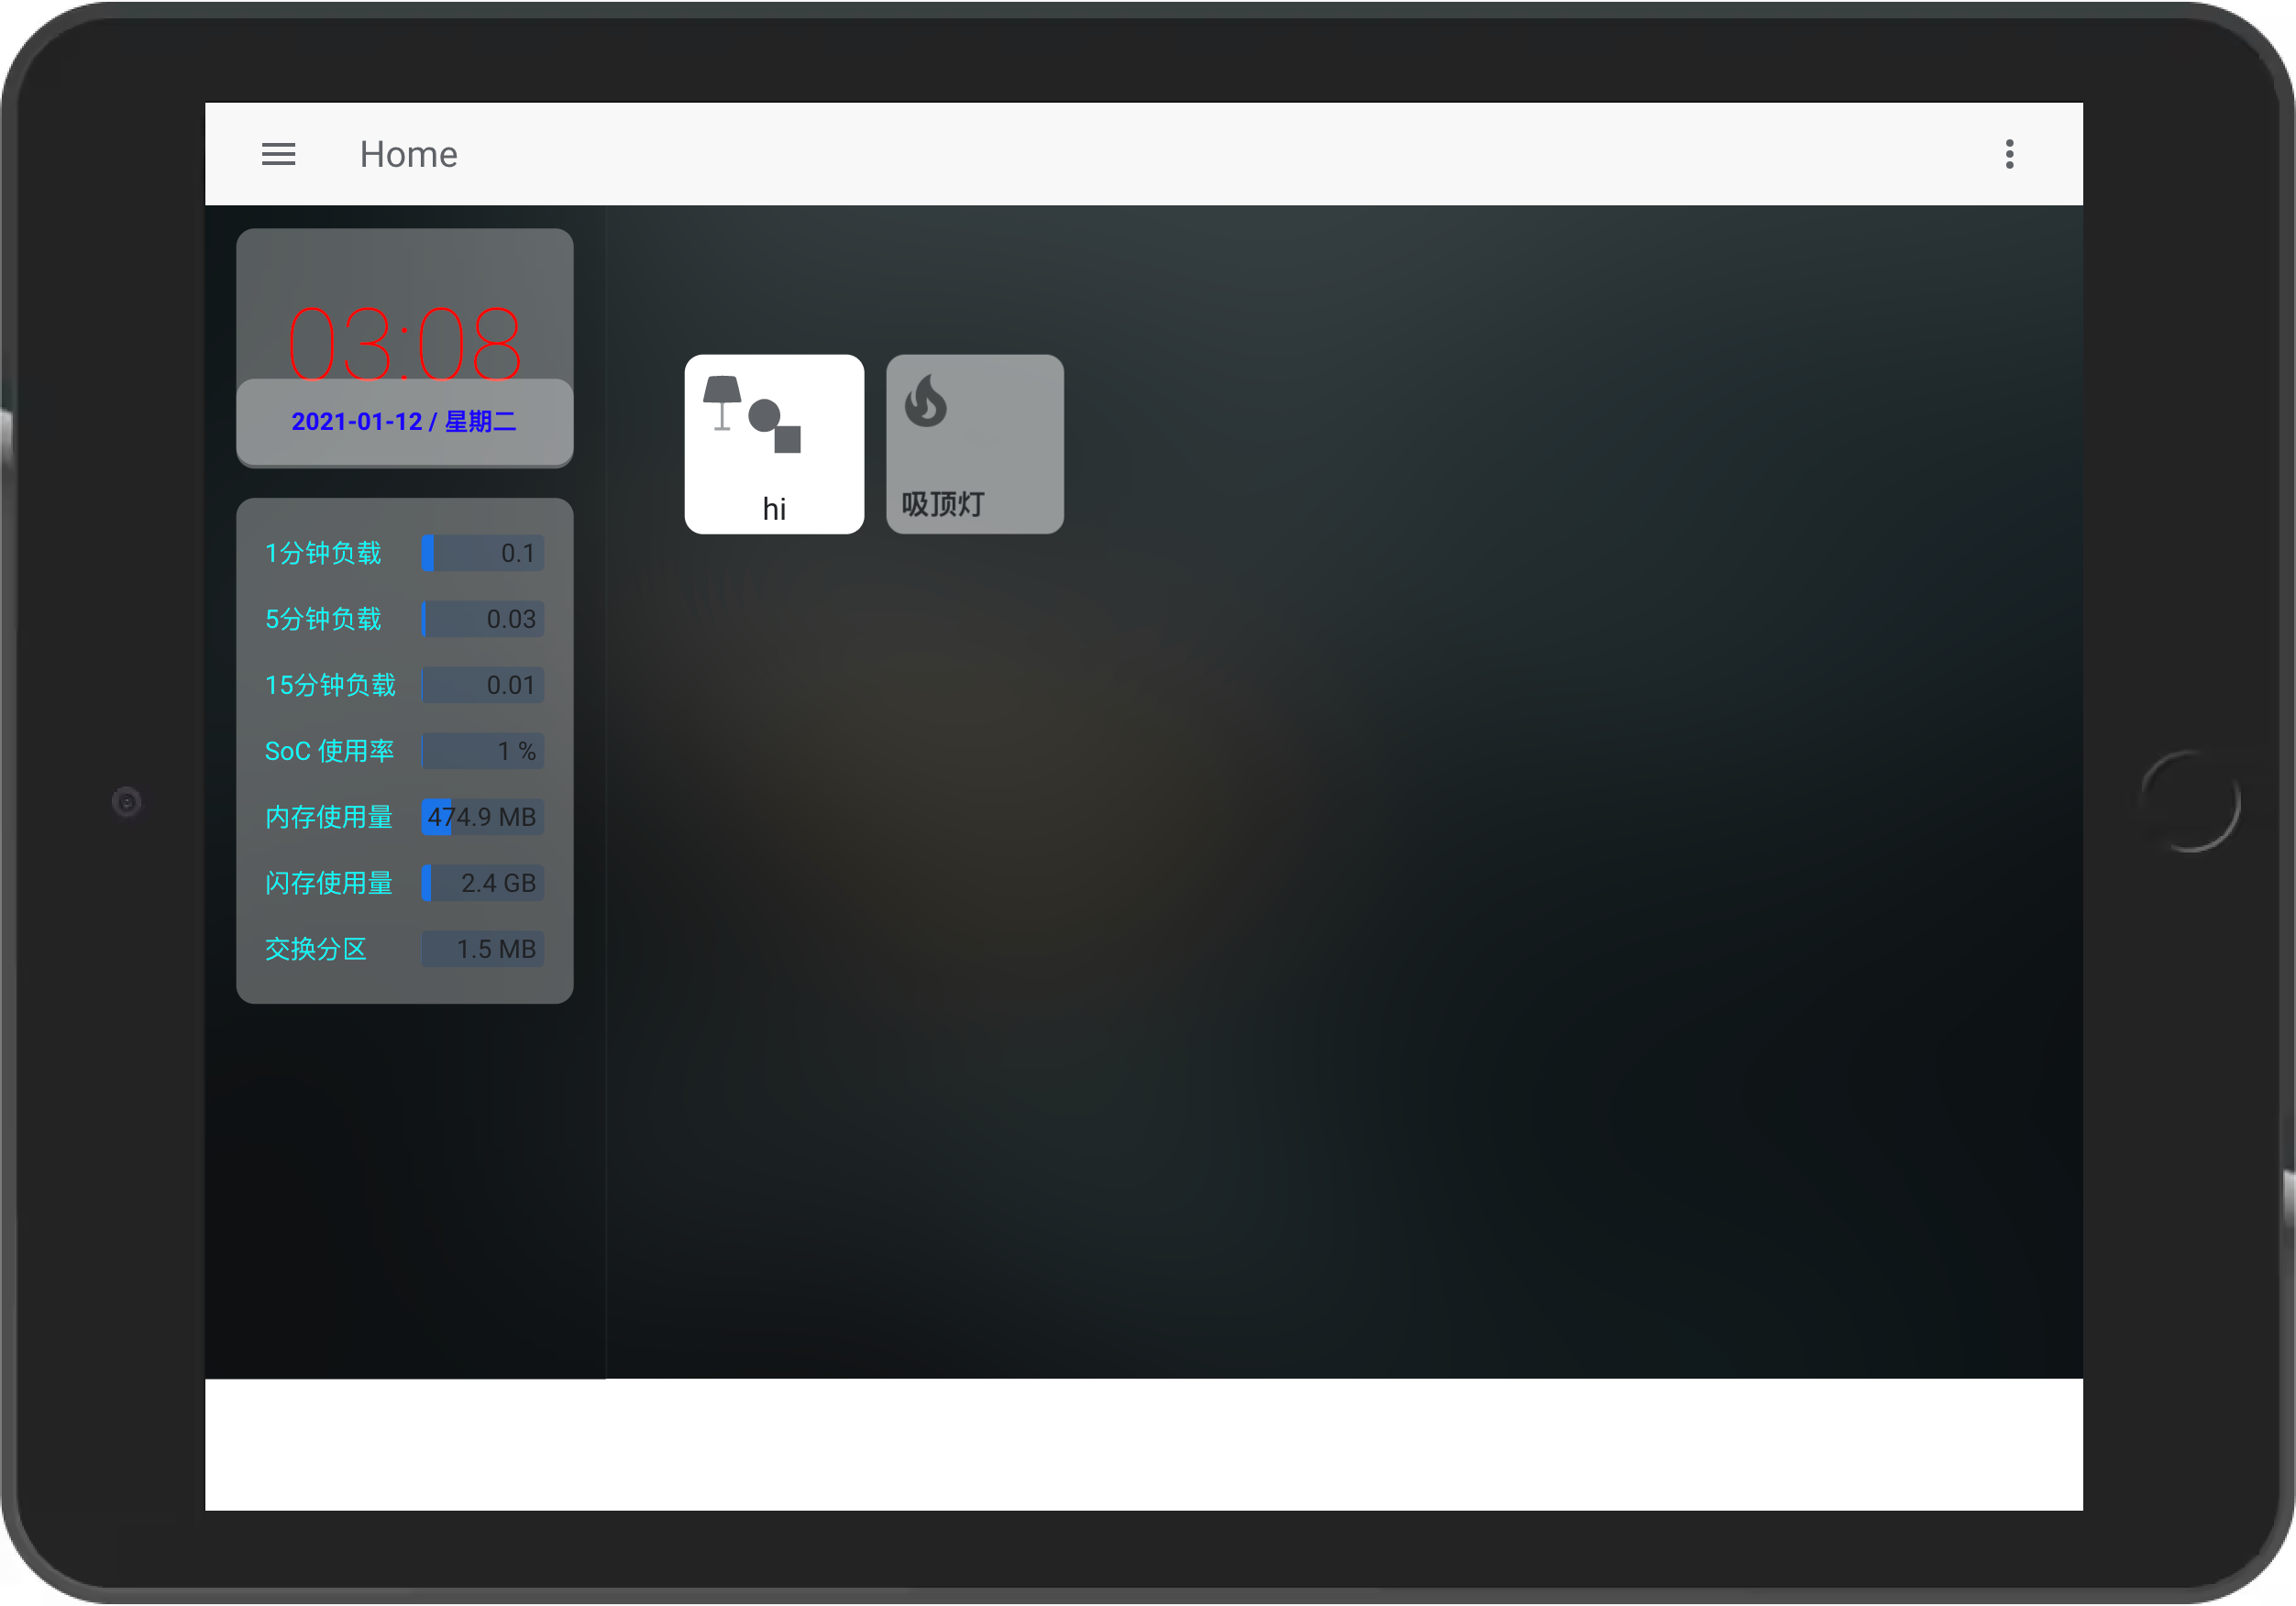 Home
03:08
2021-01-12 / 星期二
1分钟负载 0.1
5分钟负载 0.03
15分钟负载 0.01
SoC 使用率 1 %
内存使用量 474.9 MB
闪存使用量 2.4 GB
交换分区 1.5 MB
hi
吸顶灯